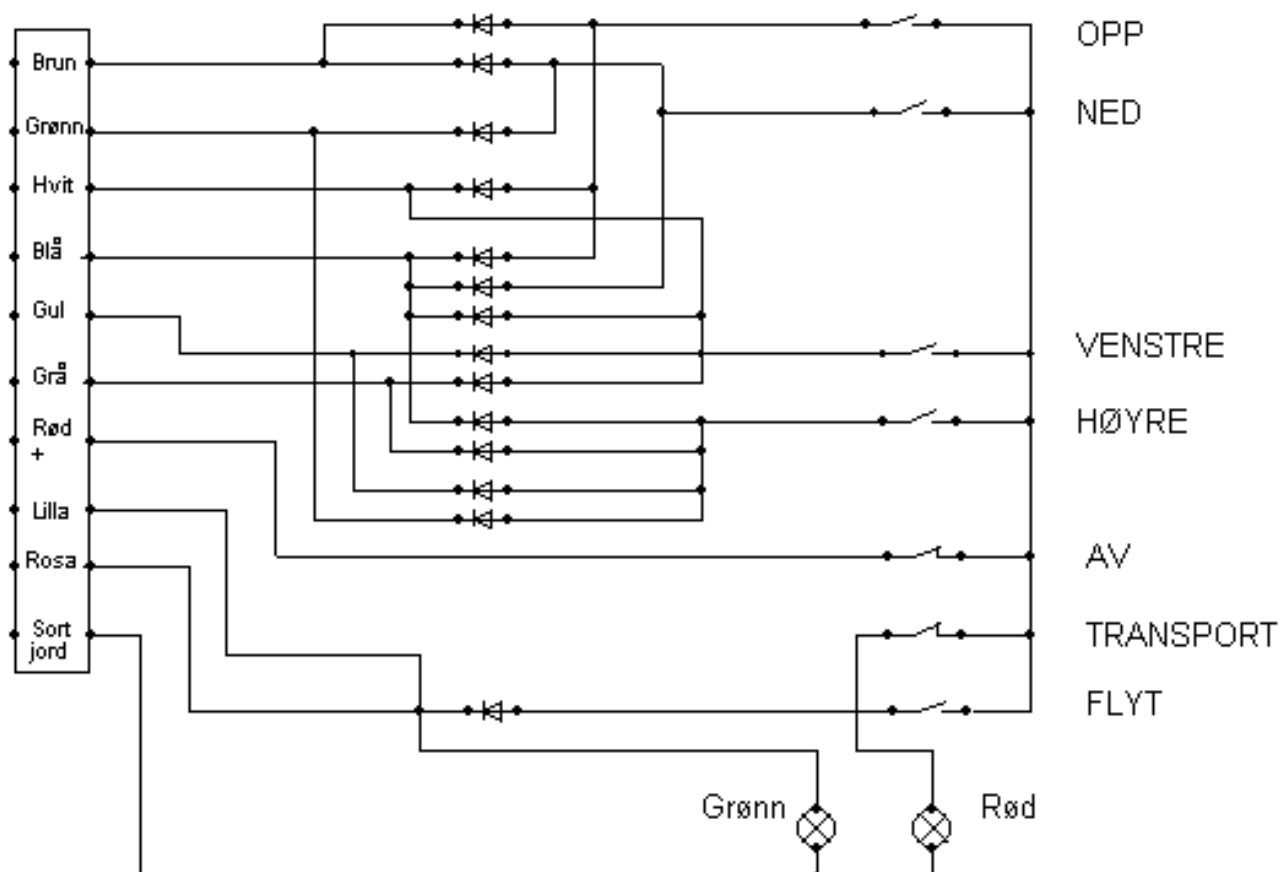 Brun
Grønn
Hvit
Blå
Gul
Grå
Rød
+
Lilla
Rosa
Sort
jord
OPP
NED
VENSTRE
HØYRE
AV
TRANSPORT
FLYT
Grønn
Rød